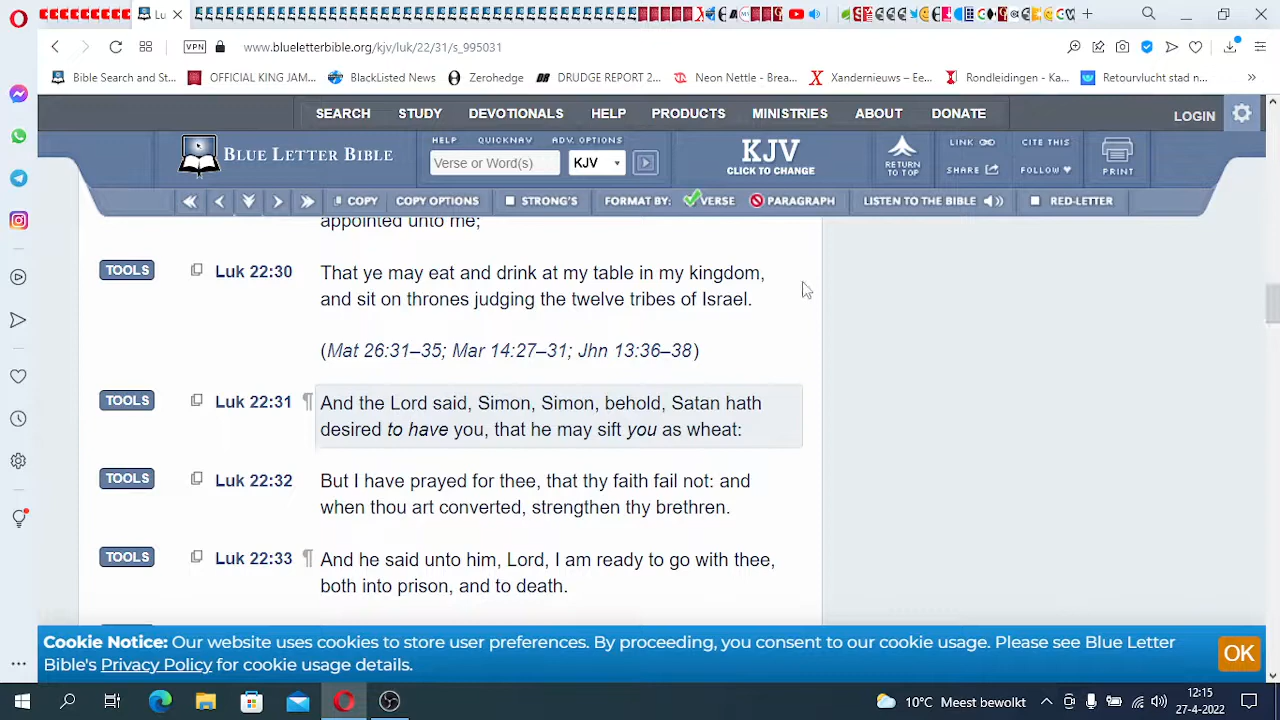 Lu
www.blueletterbible.org/kjv/luk/22/31/s_995031
VPN
Bible Search and St...
OFFICIAL KING JAM...
BlackListed News
Zerohedge
DRUDGE REPORT 2...
Neon Nettle - Brea...
Xandernieuws – Ee...
Rondleidingen - Ka...
Retourvlucht stad n...
»
SEARCH STUDY DEVOTIONALS HELP PRODUCTS MINISTRIES ABOUT DONATE
LOGIN
BLUE LETTER BIBLE
HELP QUICKNAV ADV. OPTIONS
Verse or Word(s)
KJV
KJV
CLICK TO CHANGE
RETURN
TO TOP
LINK CITE THIS
SHARE FOLLOW
PRINT
COPY COPY OPTIONS STRONG'S FORMAT BY: VERSE PARAGRAPH LISTEN TO THE BIBLE RED-LETTER
appointed unto me;
TOOLS Luk 22:30 That ye may eat and drink at my table in my kingdom,
and sit on thrones judging the twelve tribes of Israel.
(Mat 26:31–35; Mar 14:27–31; Jhn 13:36–38)
TOOLS Luk 22:31 ¶ And the Lord said, Simon, Simon, behold, Satan hath
desired to have you, that he may sift you as wheat:
TOOLS Luk 22:32 But I have prayed for thee, that thy faith fail not: and
when thou art converted, strengthen thy brethren.
TOOLS Luk 22:33 ¶ And he said unto him, Lord, I am ready to go with thee,
both into prison, and to death.
Cookie Notice: Our website uses cookies to store user preferences. By proceeding, you consent to our cookie usage. Please see Blue Letter
Bible's Privacy Policy for cookie usage details.
OK
10°C Meest bewolkt
12:15
27-4-2022